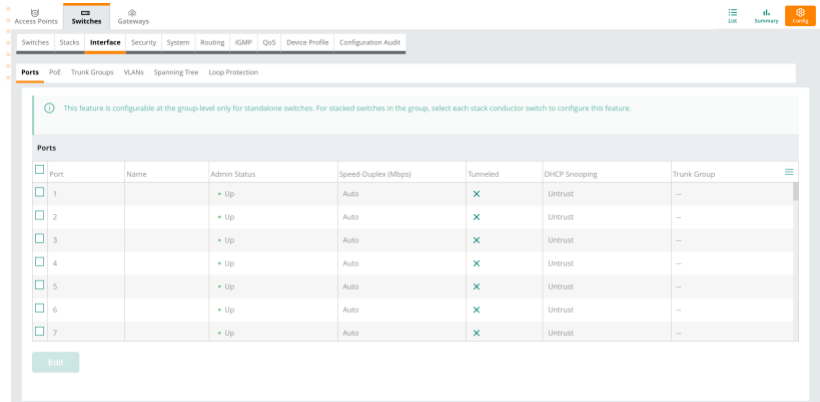 Access Points Switches Gateways List Summary Config
Switches Stacks Interface Security System Routing IGMP QoS Device Profile Configuration Audit
Ports PoE Trunk Groups VLANs Spanning Tree Loop Protection
This feature is configurable at the group-level only for standalone switches. For stacked switches in the group, select each stack conductor switch to configure this feature.
Ports
Port Name Admin Status Speed-Duplex (Mbps) Tunneled DHCP Snooping Trunk Group
1 Up Auto Untrust --
2 Up Auto Untrust --
3 Up Auto Untrust --
4 Up Auto Untrust --
5 Up Auto Untrust --
6 Up Auto Untrust --
7 Up Auto Untrust --
Edit